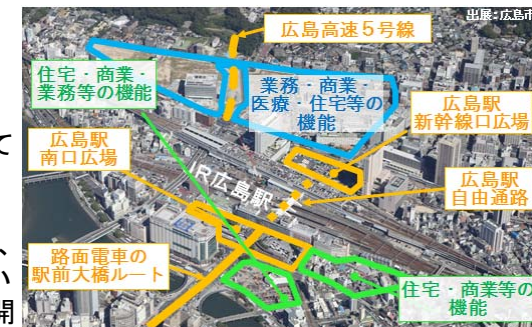 出展:広島市
広島高速5号線
住宅・商業・
業務等の機能
業務・商業・
医療・住宅等の
機能
広島駅
新幹線口広場
て
広島駅
南口広場
JR広島駅
広島駅
自由通路
、
い
開
路面電車の
駅前大橋ルート
住宅・商業等の
機能